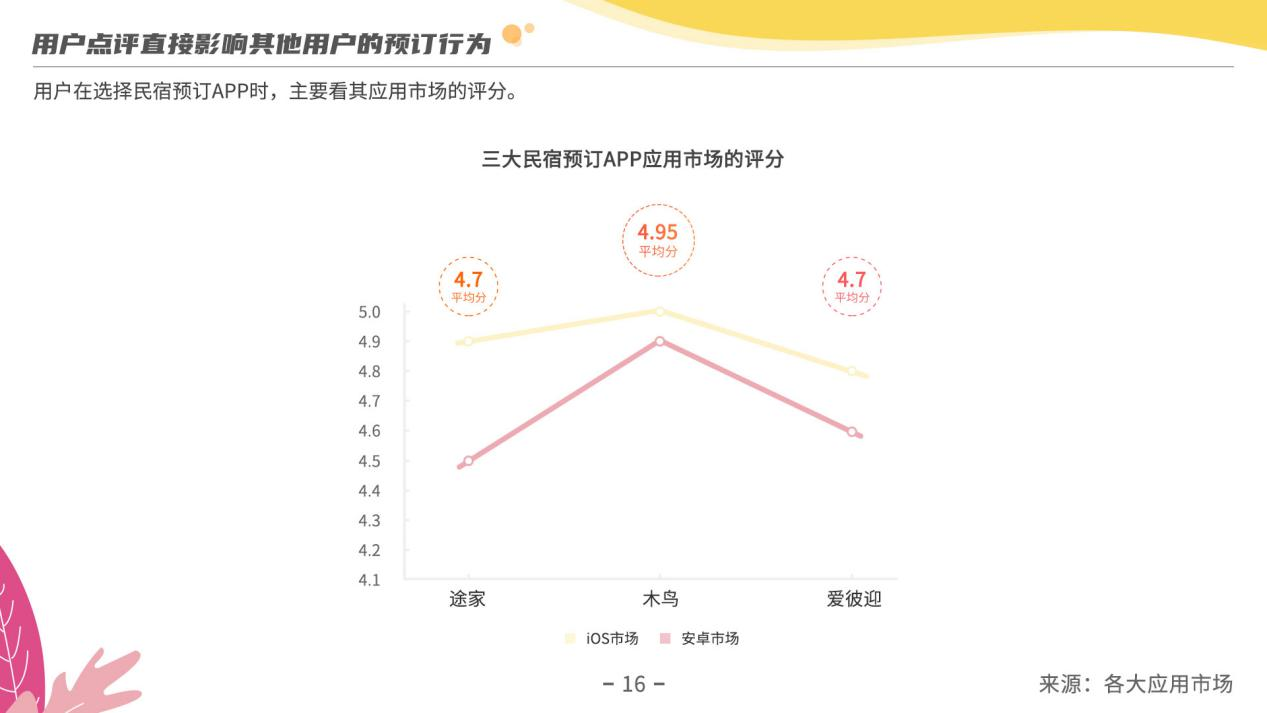 用户点评直接影响其他用户的预订行为
用户在选择民宿预订APP时，主要看其应用市场的评分。
三大民宿预订APP应用市场的评分
4.95
平均分
4.7
平均分
4.7
平均分
5.0
4.9
4.8
4.7
4.6
4.5
4.4
4.3
4.2
4.1
途家
木鸟
爱彼迎
iOS市场
安卓市场
– 16 –
来源：各大应用市场